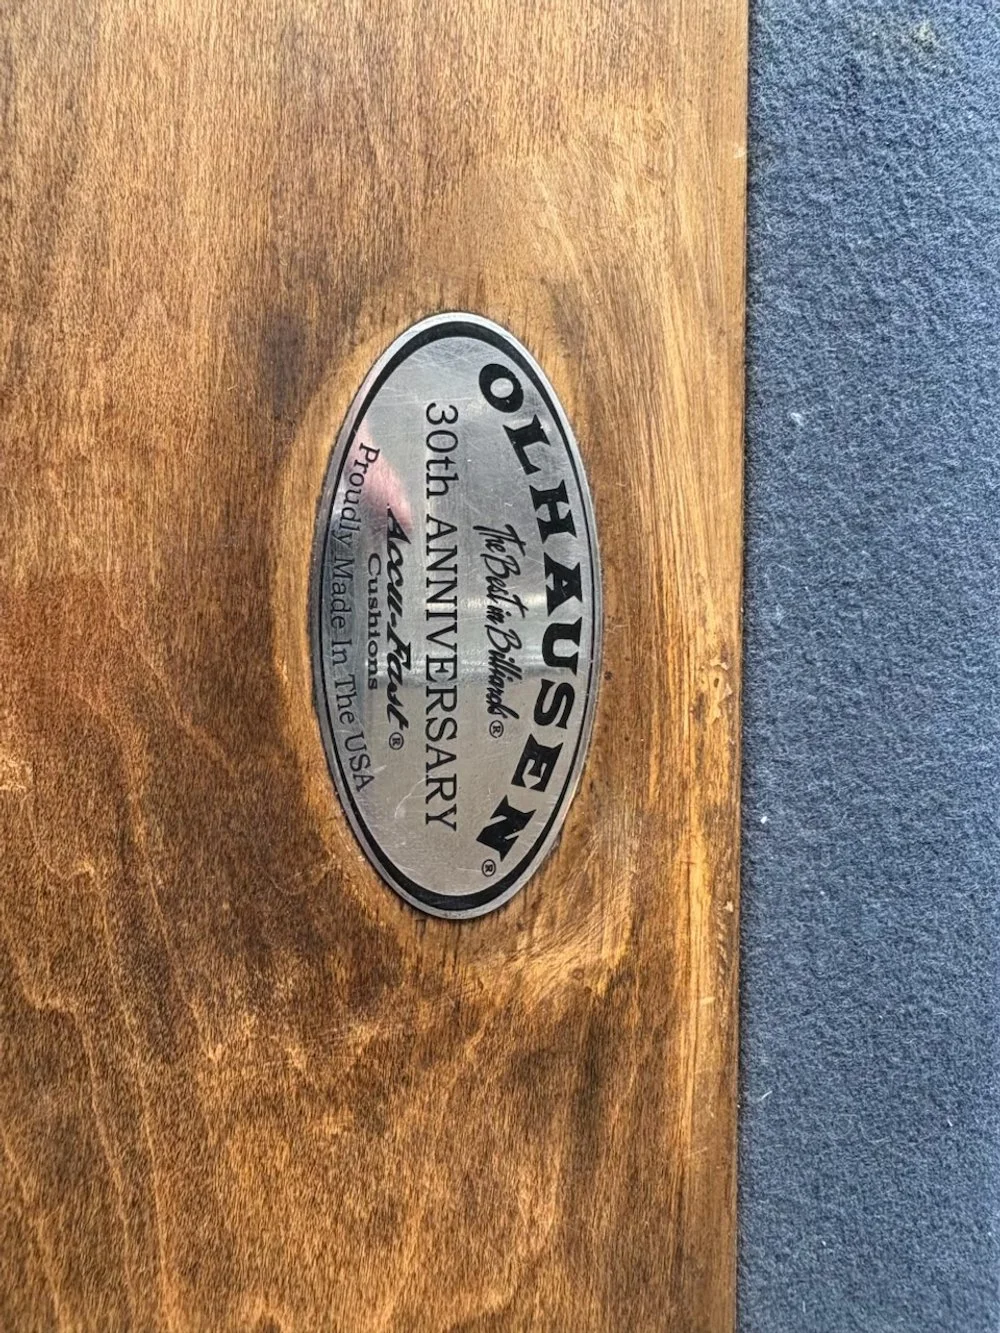 OLHAUSEN®
The Best in Billiards®
30th ANNIVERSARY
Accu-Fast®
Cushions
Proudly Made In The USA